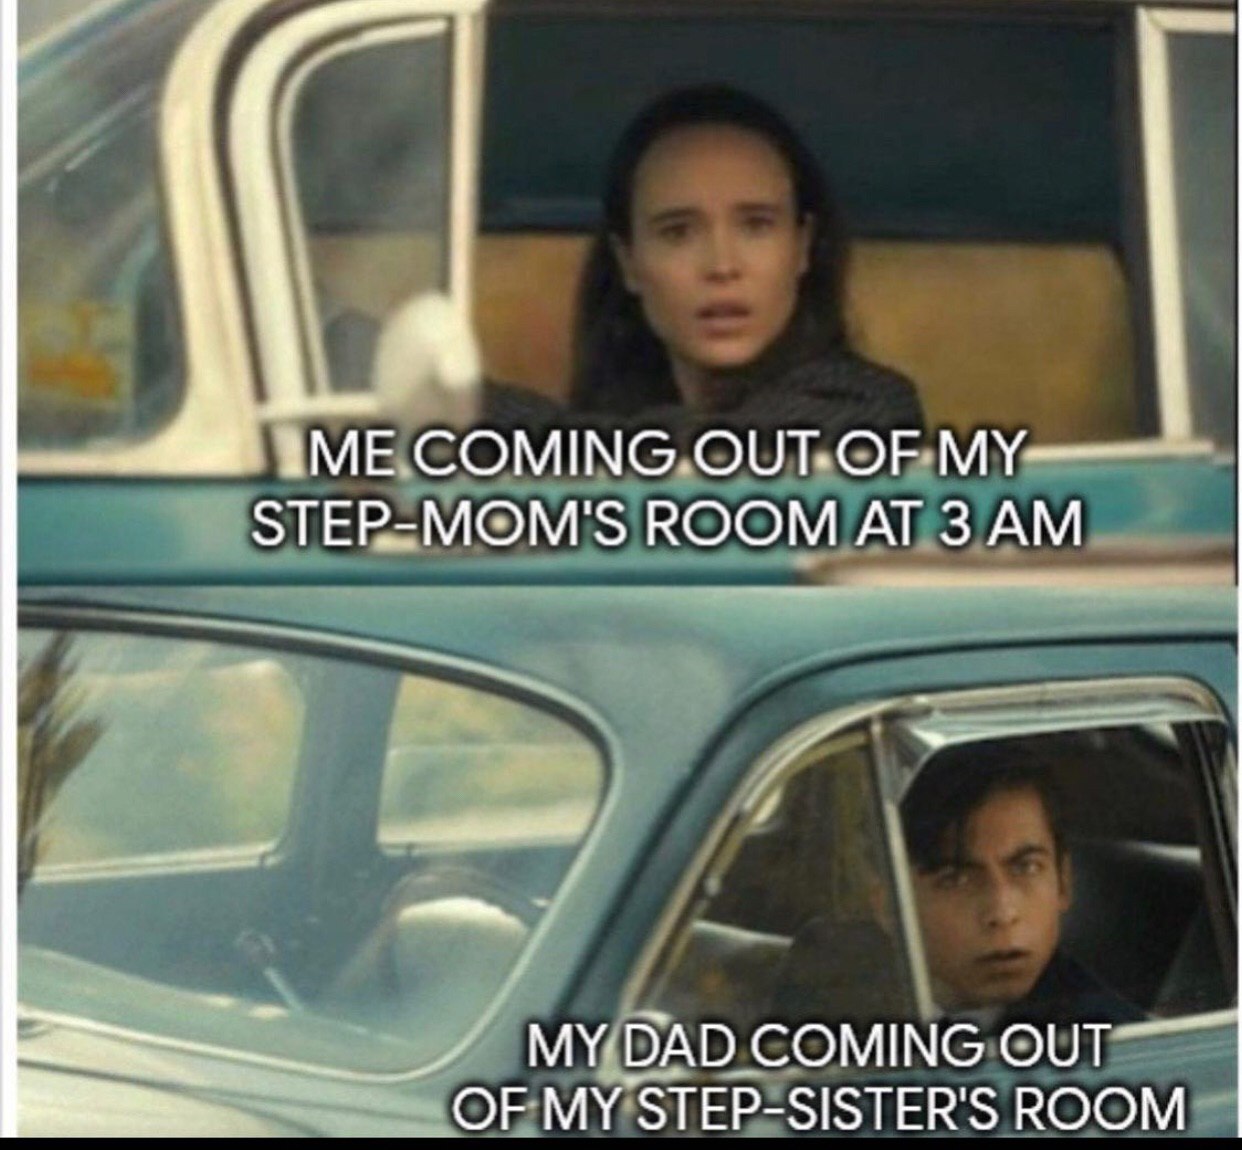 ME COMING OUT OF MY
STEP-MOM'S ROOM AT 3 AM
MY DAD COMING OUT
OF MY STEP-SISTER'S ROOM